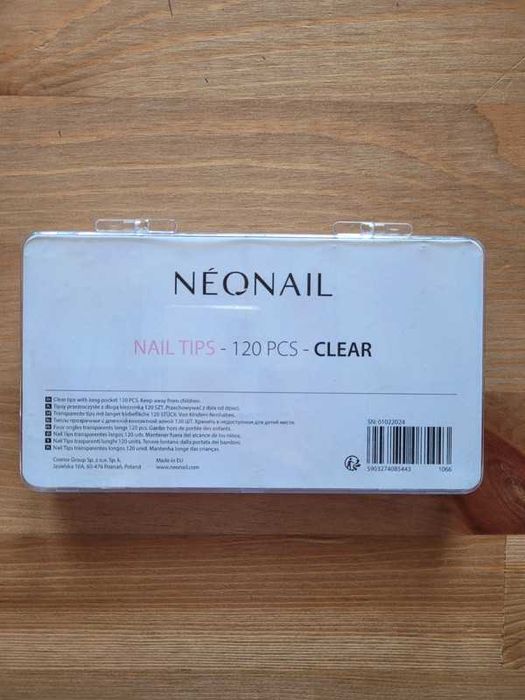 NÉONAIL
NAIL TIPS - 120 PCS - CLEAR
Clear tips with long pocket 120 PCS. Keep away from children.
Tipsy przezroczyste z długą kieszonką 120 SZT. Przechowywać z dala od dzieci.
Transparente tips mit langer klebefläche 120 STÜCK. Von Kindern fernhalten.
Типсы прозрачные с длинной контактной зоной 120 ШТ. Хранить в недоступном для детей месте.
Faux ongles transparents longs 120 pcs. Garder hors de portée des enfants.
Nail Tips transparentes largos 120 uds. Mantener fuera del alcance de los niños.
Nail Tips trasparenti lunghi 120 units. Tenere lontano dalla portata dei bambini.
Nail Tips transparentes longos 120 unid. Mantenha longe das crianças.
Cosmo Group Sp. z o.o. Sp. k.
Jasielska 10A, 60-476 Poznań, Poland
Made in EU
www.neonail.com
SN: 01022024
5903274085443 1066